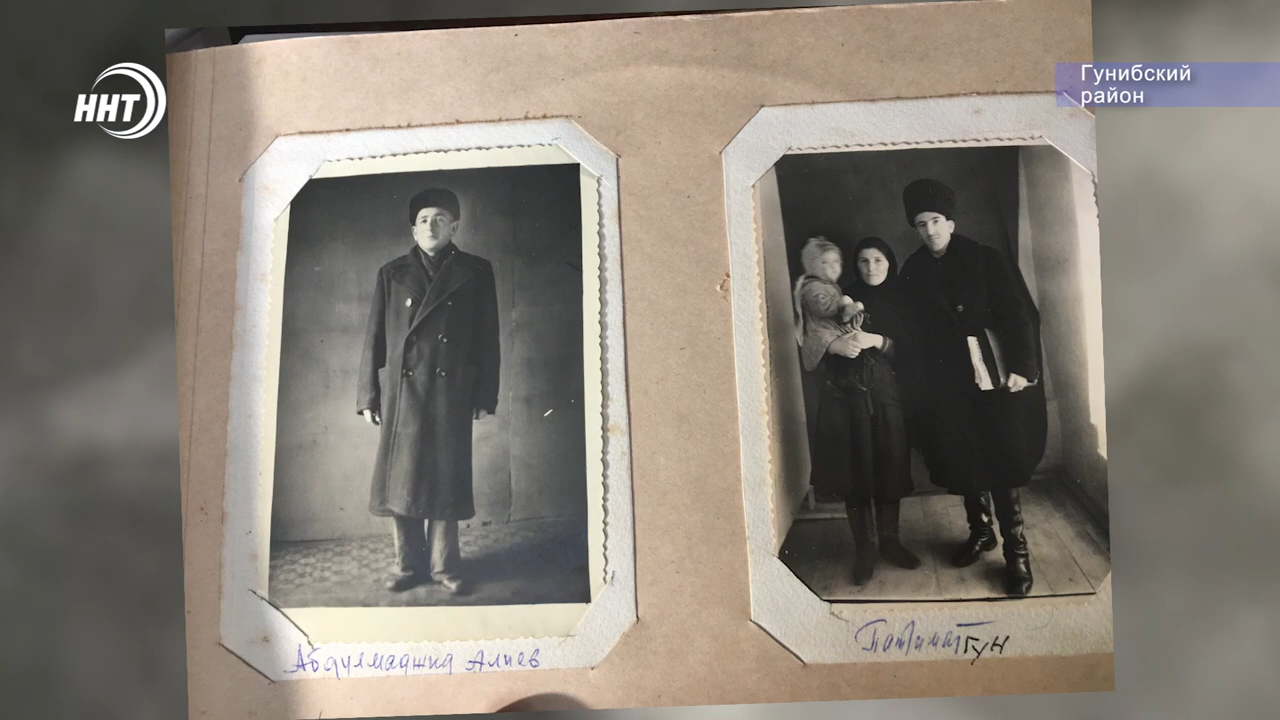 ННТ
Гунибский
район
Абдулмаджид Алиев
Патимат Гун